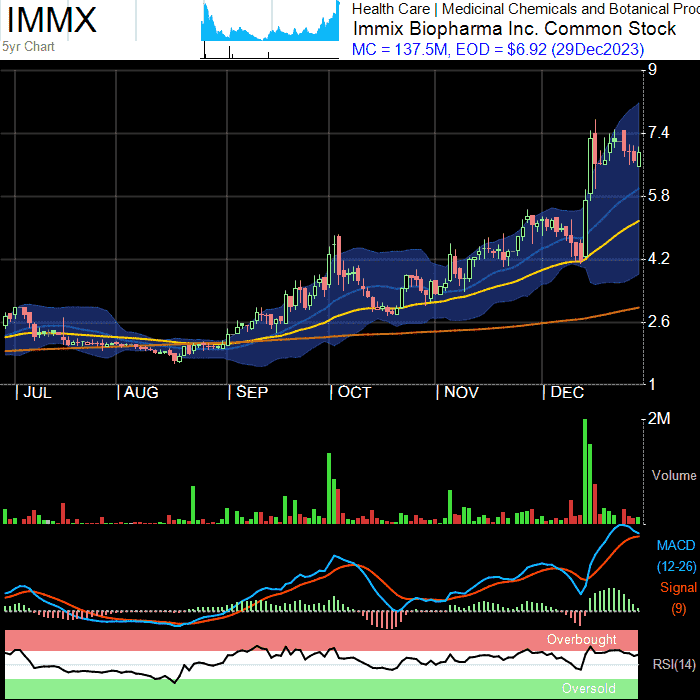 IMMX
5yr Chart
Health Care | Medicinal Chemicals and Botanical Proc
Immix Biopharma Inc. Common Stock
MC = 137.5M, EOD = $6.92 (29Dec2023)
9
7.4
5.8
4.2
2.6
1
JUL AUG SEP OCT NOV DEC
2M
Volume
MACD
(12-26)
Signal
(9)
Overbought
RSI(14)
Oversold